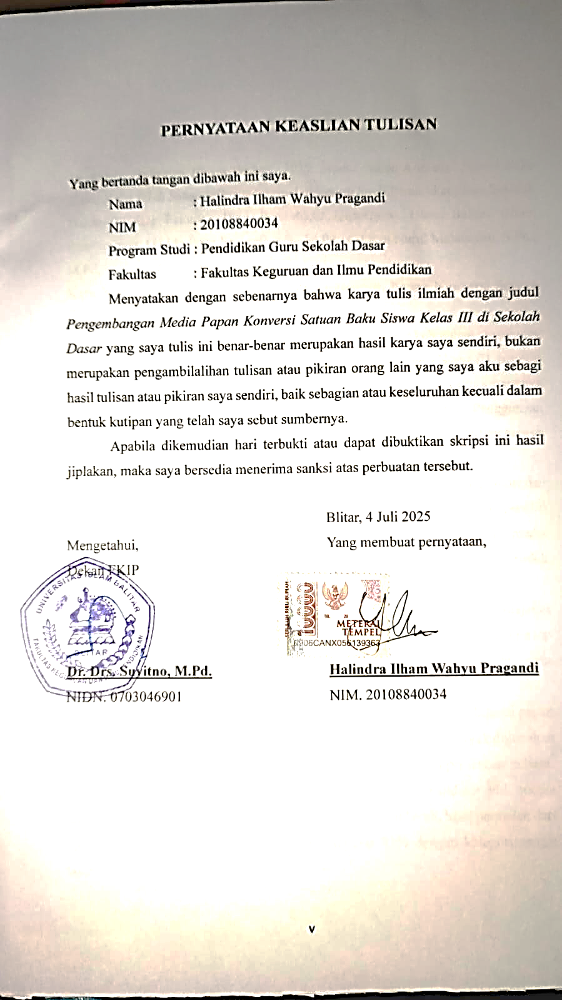 PERNYATAAN KEASLIAN TULISAN
Yang bertanda tangan dibawah ini saya.
Nama : Halindra Ilham Wahyu Pragandi
NIM : 20108840034
Program Studi : Pendidikan Guru Sekolah Dasar
Fakultas : Fakultas Keguruan dan Ilmu Pendidikan
Menyatakan dengan sebenarnya bahwa karya tulis ilmiah dengan judul
Pengembangan Media Papan Konversi Satuan Baku Siswa Kelas III di Sekolah
Dasar yang saya tulis ini benar-benar merupakan hasil karya saya sendiri, bukan
merupakan pengambilalihan tulisan atau pikiran orang lain yang saya aku sebagi
hasil tulisan atau pikiran saya sendiri, baik sebagian atau keseluruhan kecuali dalam
bentuk kutipan yang telah saya sebut sumbernya.
Apabila dikemudian hari terbukti atau dapat dibuktikan skripsi ini hasil
jiplakan, maka saya bersedia menerima sanksi atas perbuatan tersebut.
Blitar, 4 Juli 2025
Mengetahui,
Yang membuat pernyataan,
Dekan FKIP
UNIVERSITAS ISLAM BALITAR
BLITAR
SEPULUH RIBU RUPIAH
10000
METERAI
TEMPEL
056139363
Dr. Drs. Suyitno, M.Pd.
Halindra Ilham Wahyu Pragandi
NIDN. 0703046901
NIM. 20108840034
v